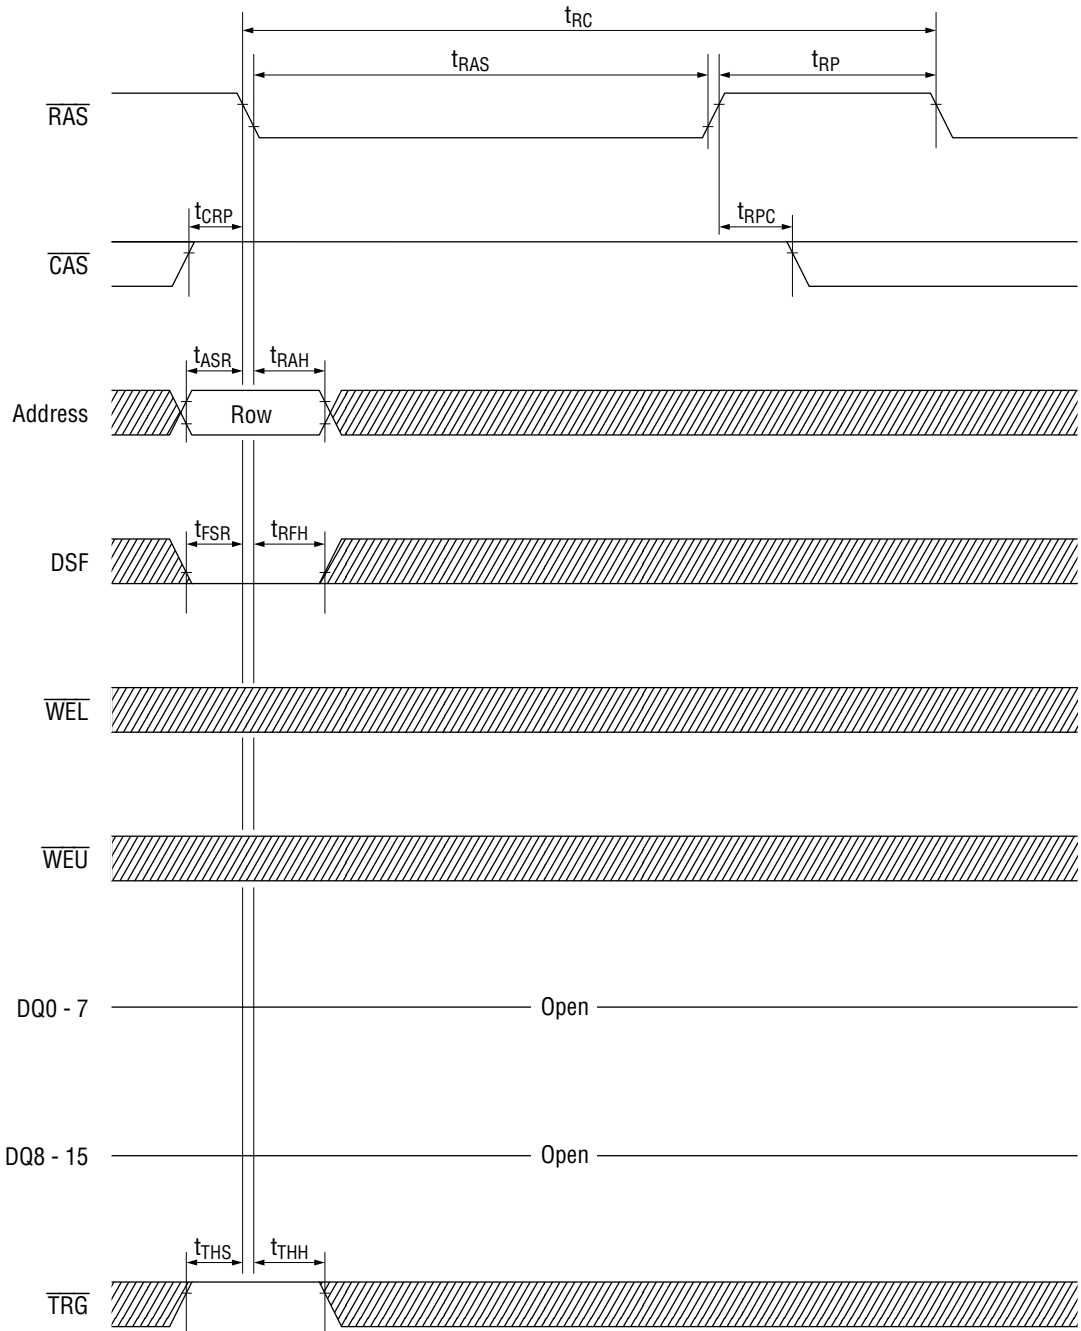 tRC
tRAS
tRP
RAS
tCRP
tRPC
CAS
tASR
tRAH
Address
Row
tFSR
tRFH
DSF
WEL
WEU
DQ0 - 7
Open
DQ8 - 15
Open
tTHS
tTHH
TRG